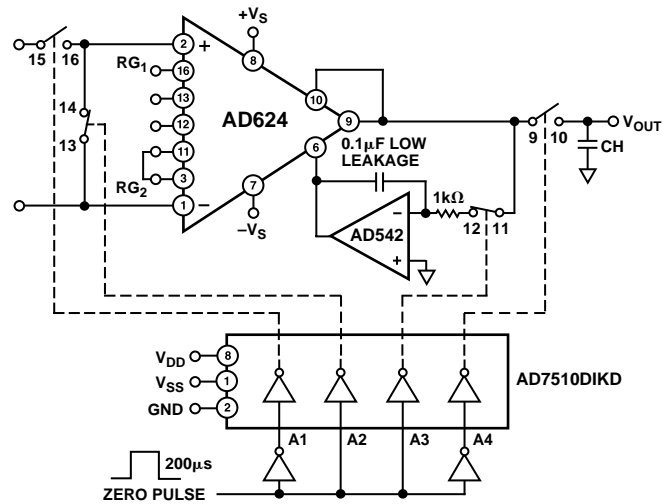 +VS
15 16
2
+
8
RG1
16
13
12
11
3
RG2
1
−
7
−VS
14
13
AD624
10
9
6
0.1μF LOW
LEAKAGE
1kΩ
12 11
−
AD542
+
9 10
VOUT
CH
VDD 8
VSS 1
GND 2
AD7510DIKD
A1 A2 A3 A4
200μs
ZERO PULSE